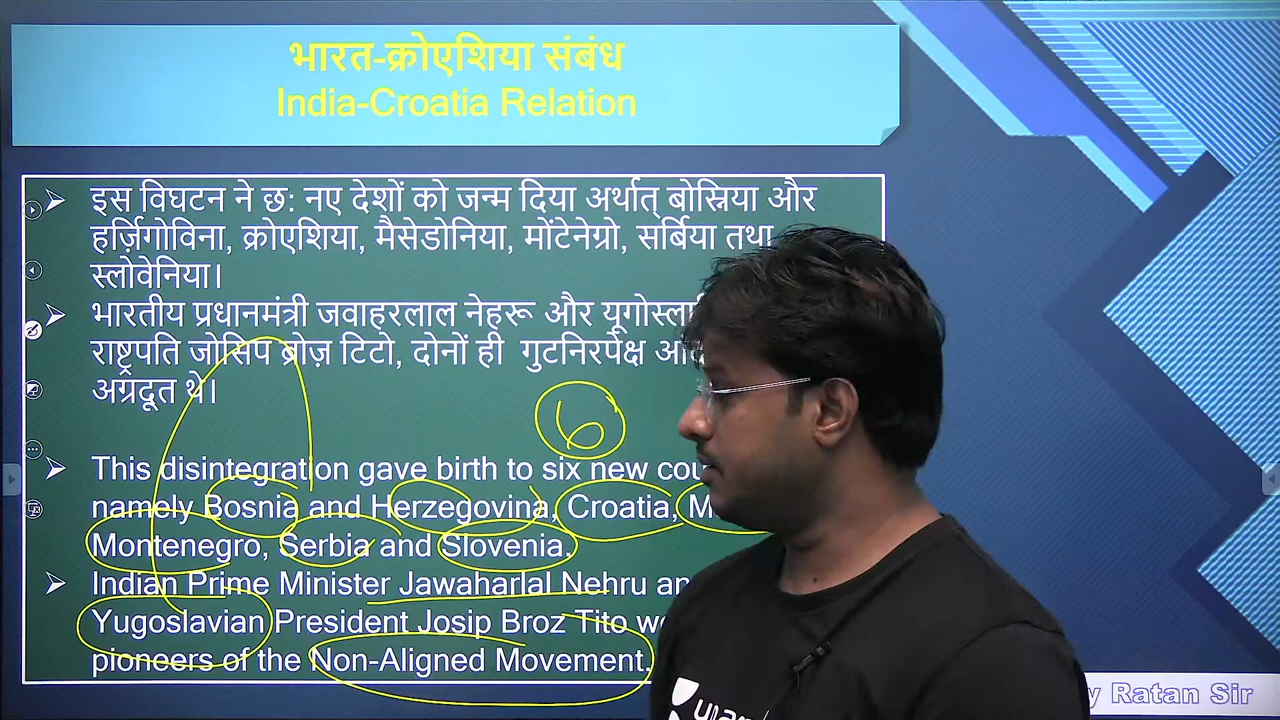 भारत-क्रोएशिया संबंध
India-Croatia Relation
इस विघटन ने छ: नए देशों को जन्म दिया अर्थात् बोस्निया और
हर्ज़िगोविना, क्रोएशिया, मैसेडोनिया, मोंटेनेग्रो, सर्बिया तथा
स्लोवेनिया।
भारतीय प्रधानमंत्री जवाहरलाल नेहरू और
राष्ट्रपति जोसिप ब्रोज़ टिटो, दोनों ही गुटनिरपेक्ष
अग्रदूत थे।
6
This disintegration gave birth to six new
namely Bosnia and Herzegovina, Croatia,
Montenegro, Serbia and Slovenia.
Indian Prime Minister Jawaharlal Nehru
Yugoslavian President Josip Broz Tito
pioneers of the Non-Aligned Movement.
Ratan Sir